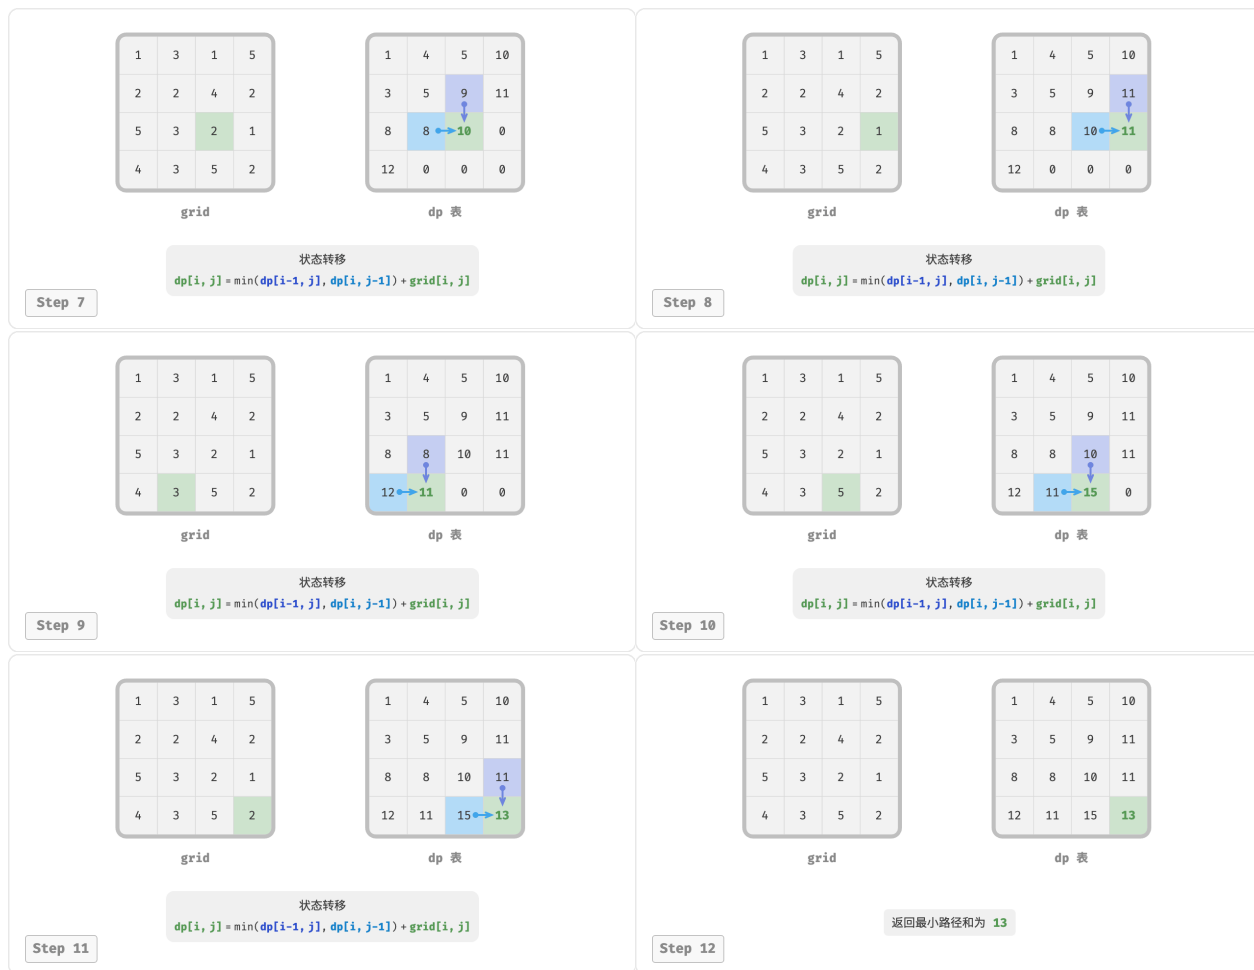 1 3 1 5
2 2 4 2
5 3 2 1
4 3 5 2
grid
1 4 5 10
3 5 9 11
8 8 10 0
12 0 0 0
dp 表
状态转移
dp[i, j] = min(dp[i-1, j], dp[i, j-1]) + grid[i, j]
Step 7
1 3 1 5
2 2 4 2
5 3 2 1
4 3 5 2
grid
1 4 5 10
3 5 9 11
8 8 10 11
12 0 0 0
dp 表
状态转移
dp[i, j] = min(dp[i-1, j], dp[i, j-1]) + grid[i, j]
Step 8
1 3 1 5
2 2 4 2
5 3 2 1
4 3 5 2
grid
1 4 5 10
3 5 9 11
8 8 10 11
12 11 0 0
dp 表
状态转移
dp[i, j] = min(dp[i-1, j], dp[i, j-1]) + grid[i, j]
Step 9
1 3 1 5
2 2 4 2
5 3 2 1
4 3 5 2
grid
1 4 5 10
3 5 9 11
8 8 10 11
12 11 15 0
dp 表
状态转移
dp[i, j] = min(dp[i-1, j], dp[i, j-1]) + grid[i, j]
Step 10
1 3 1 5
2 2 4 2
5 3 2 1
4 3 5 2
grid
1 4 5 10
3 5 9 11
8 8 10 11
12 11 15 13
dp 表
状态转移
dp[i, j] = min(dp[i-1, j], dp[i, j-1]) + grid[i, j]
Step 11
1 3 1 5
2 2 4 2
5 3 2 1
4 3 5 2
grid
1 4 5 10
3 5 9 11
8 8 10 11
12 11 15 13
dp 表
返回最小路径和为 13
Step 12